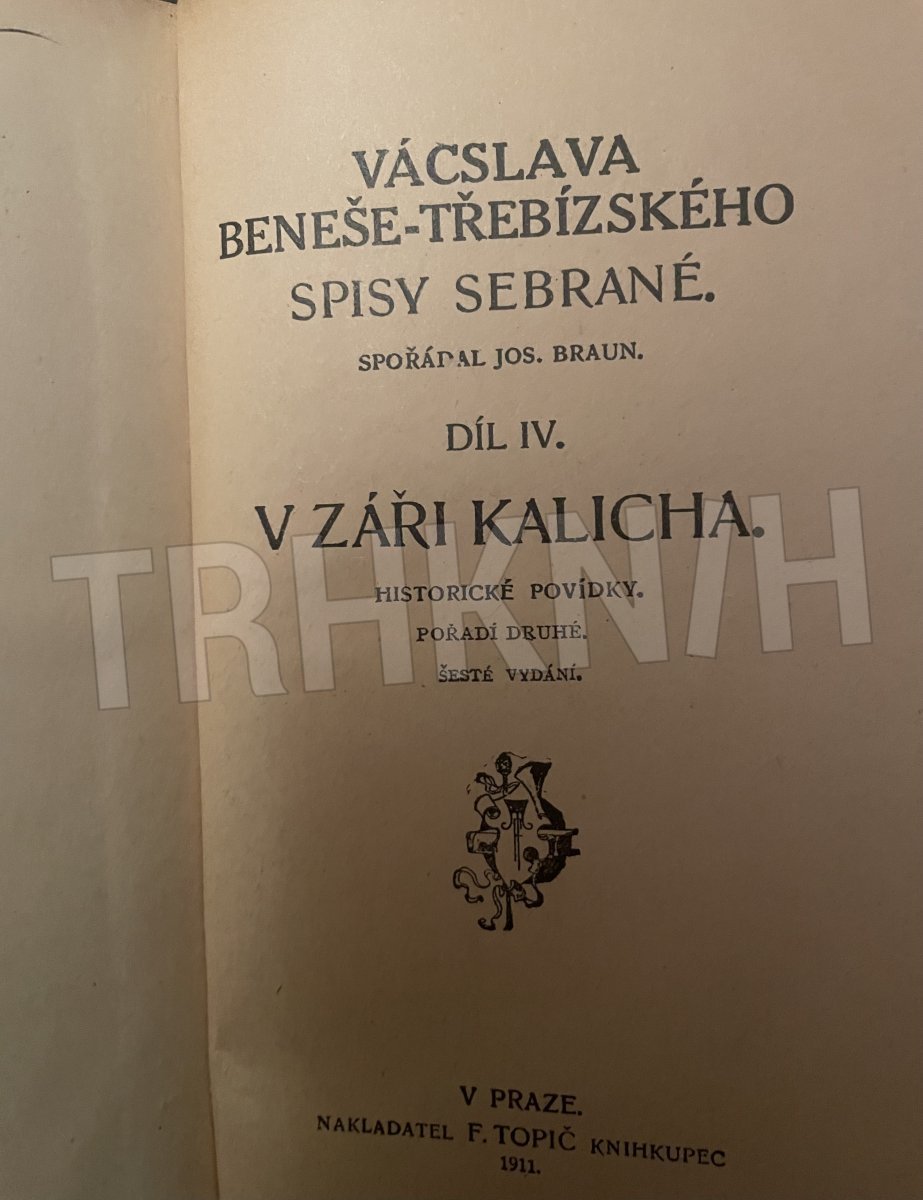 VÁCSLAVA
BENEŠE-TŘEBÍZSKÉHO
SPISY SEBRANÉ.
SPOŘÁDAL JOS. BRAUN.
DÍL IV.
V ZÁŘI KALICHA.
TRHKNIH
HISTORICKÉ POVÍDKY.
POŘADÍ DRUHÉ.
ŠESTÉ VYDÁNÍ.
V PRAZE.
NAKLADATEL F. TOPIČ KNIHKUPEC
1911.